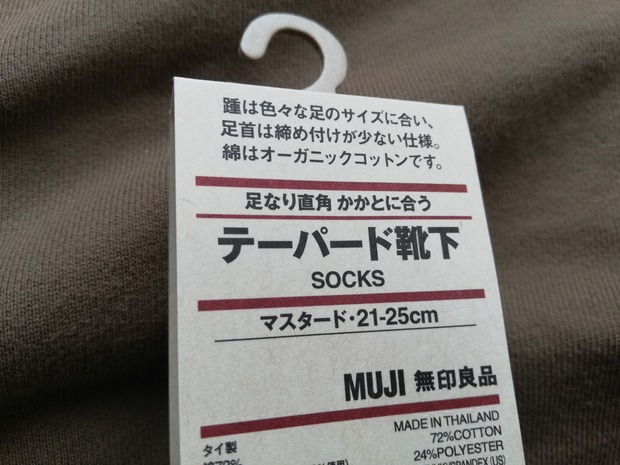 踵は色々な足のサイズに合い、
足首は締め付けが少ない仕様。
綿はオーガニックコットンです。
足なり直角 かかとに合う
テーパード靴下
SOCKS
マスタード・21-25cm
MUJI 無印良品
タイ製
MADE IN THAILAND
72%COTTON
24%POLYESTER
SPANDEX(US)